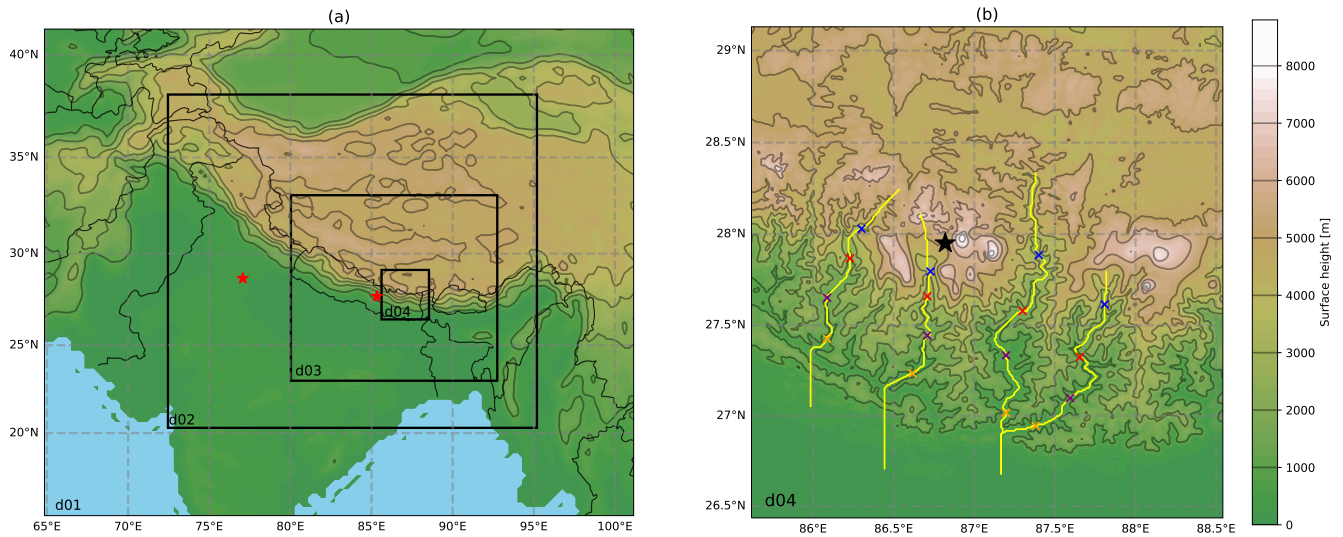 (a)
40°N
35°N
30°N
25°N
20°N
65°E 70°E 75°E 80°E 85°E 90°E 95°E 100°E
d01
d02
d03
d04
(b)
29°N
28.5°N
28°N
27.5°N
27°N
26.5°N
86°E 86.5°E 87°E 87.5°E 88°E 88.5°E
d04
8000
7000
6000
5000
4000
3000
2000
1000
0
Surface height [m]